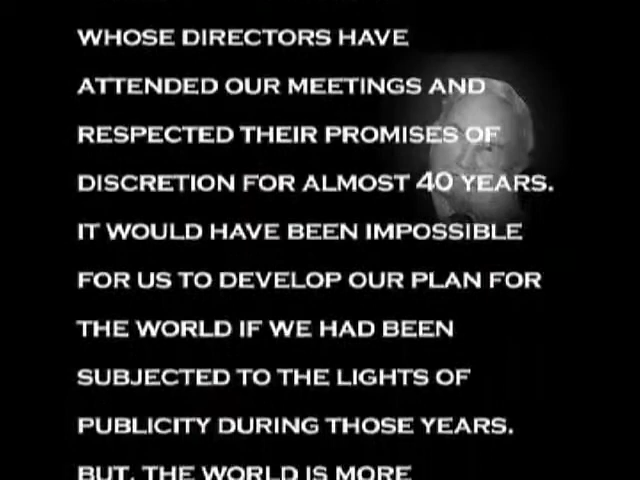 WHOSE DIRECTORS HAVE
ATTENDED OUR MEETINGS AND
RESPECTED THEIR PROMISES OF
DISCRETION FOR ALMOST 40 YEARS.
IT WOULD HAVE BEEN IMPOSSIBLE
FOR US TO DEVELOP OUR PLAN FOR
THE WORLD IF WE HAD BEEN
SUBJECTED TO THE LIGHTS OF
PUBLICITY DURING THOSE YEARS.
BUT, THE WORLD IS MORE